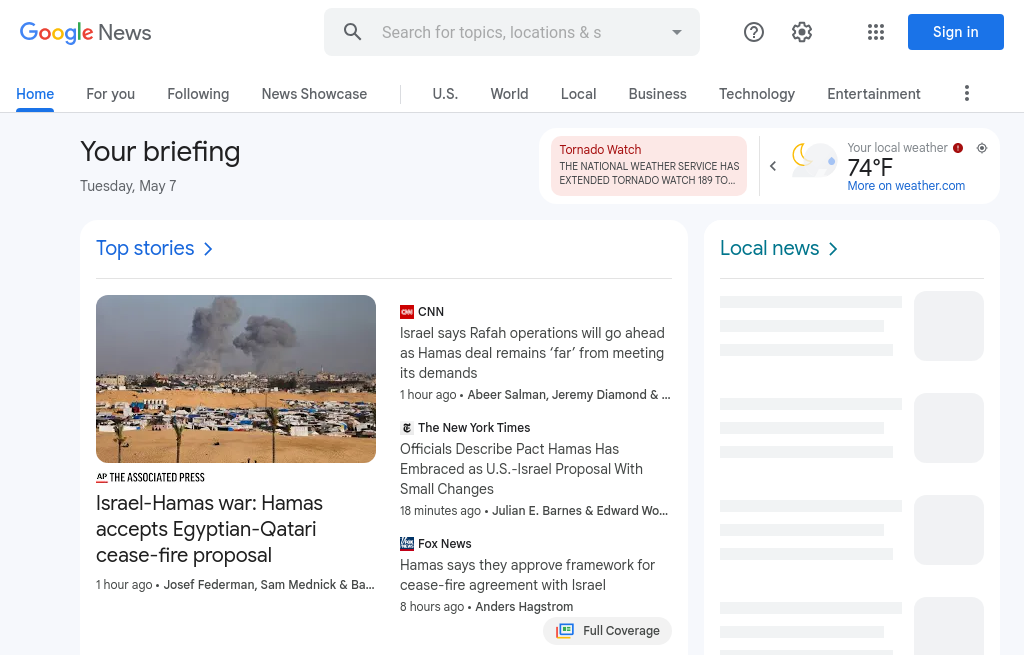 Google News
Search for topics, locations & s
Sign in
Home
For you
Following
News Showcase
U.S.
World
Local
Business
Technology
Entertainment
Your briefing
Tuesday, May 7
Tornado Watch
THE NATIONAL WEATHER SERVICE HAS
EXTENDED TORNADO WATCH 189 TO...
Your local weather
74°F
More on weather.com
Top stories
AP THE ASSOCIATED PRESS
Israel-Hamas war: Hamas
accepts Egyptian-Qatari
cease-fire proposal
1 hour ago • Josef Federman, Sam Mednick & Ba...
CNN
Israel says Rafah operations will go ahead
as Hamas deal remains ‘far’ from meeting
its demands
1 hour ago • Abeer Salman, Jeremy Diamond & ...
The New York Times
Officials Describe Pact Hamas Has
Embraced as U.S.-Israel Proposal With
Small Changes
18 minutes ago • Julian E. Barnes & Edward Wo...
Fox News
Hamas says they approve framework for
cease-fire agreement with Israel
8 hours ago • Anders Hagstrom
Full Coverage
Local news